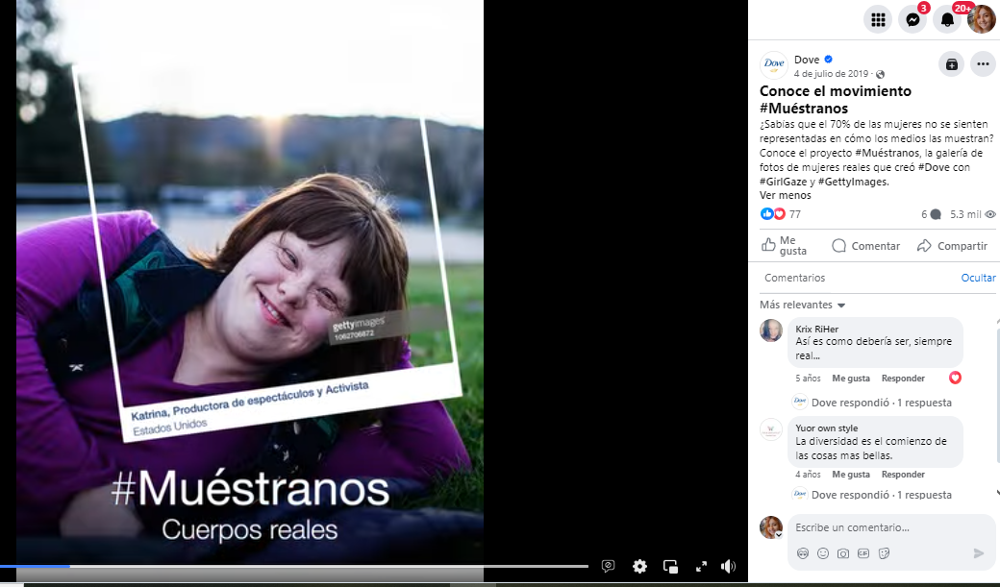 gettyimages
1062706872
Katrina, Productora de espectáculos y Activista
Estados Unidos
#Muéstranos
Cuerpos reales
3
20+
Dove
Dove
4 de julio de 2019 ·
Conoce el movimiento
#Muéstranos
¿Sabías que el 70% de las mujeres no se sienten
representadas en cómo los medios las muestran?
Conoce el proyecto #Muéstranos, la galería de
fotos de mujeres reales que creó #Dove con
#GirlGaze y #GettyImages.
Ver menos
77
6
5.3 mil
Me
gusta
Comentar
Compartir
Comentarios
Ocultar
Más relevantes
Krix RiHer
Así es como debería ser, siempre
real...
5 años Me gusta Responder
Dove
Dove respondió · 1 respuesta
Yuor own style
La diversidad es el comienzo de
las cosas mas bellas.
4 años Me gusta Responder
Dove
Dove respondió · 1 respuesta
Escribe un comentario...
GIF